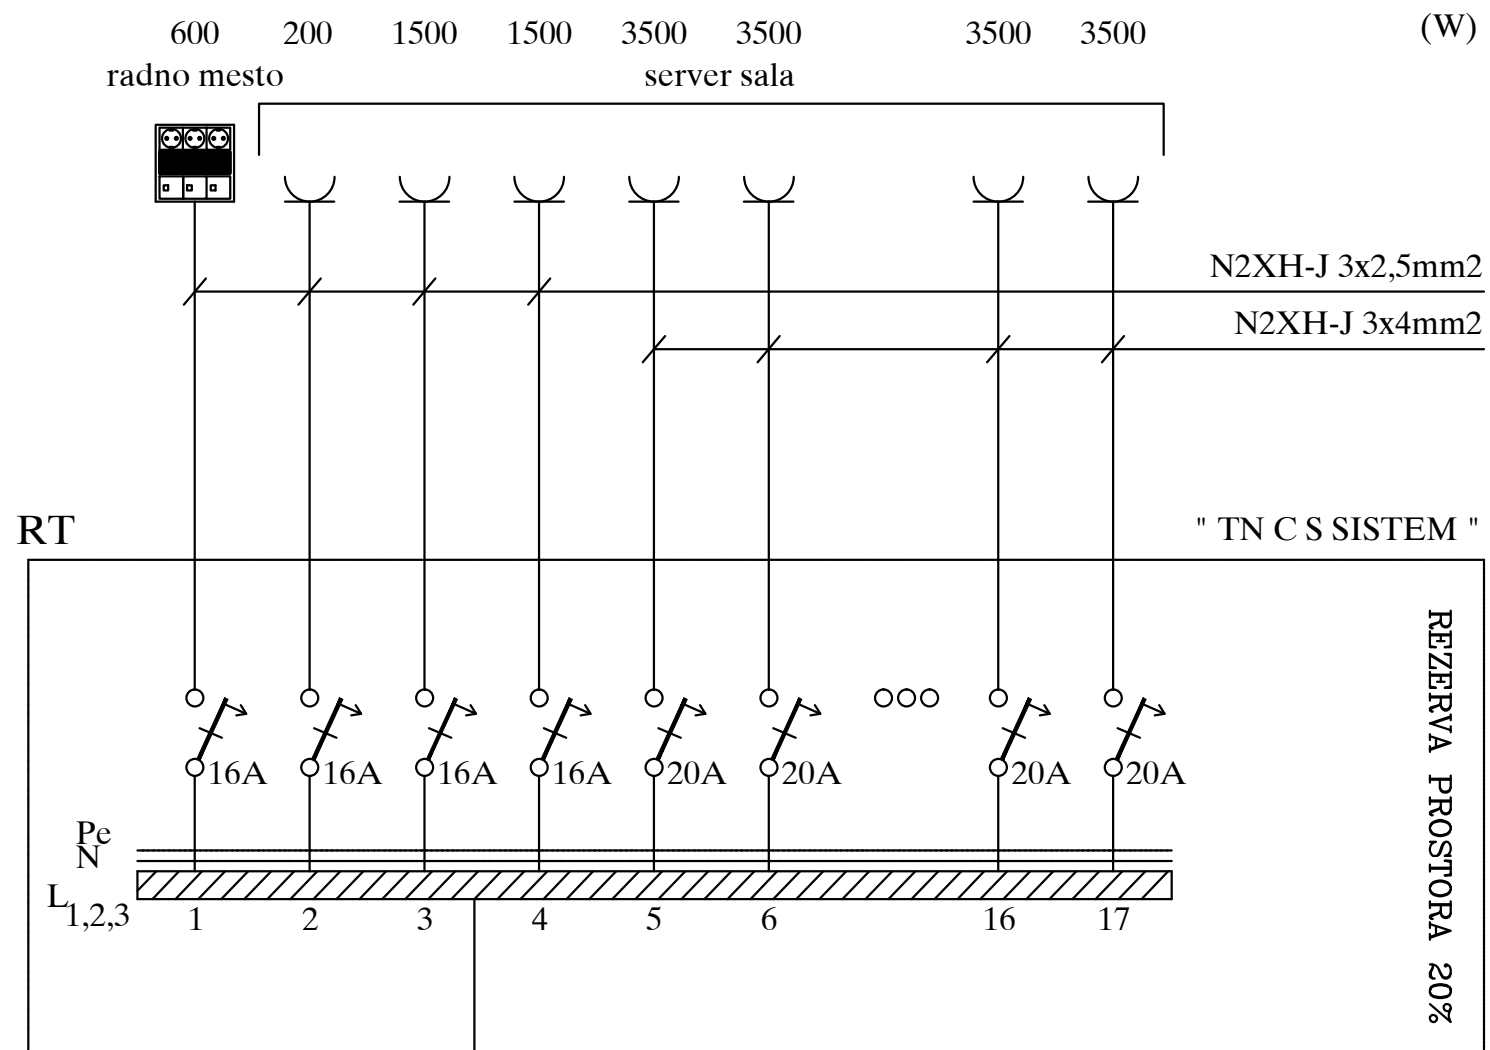 600 200 1500 1500 3500 3500 3500 3500 (W)
radno mesto server sala
N2XH-J 3x2,5mm2
N2XH-J 3x4mm2
RT " TN C S SISTEM "
16A 16A 16A 16A 20A 20A 20A 20A
Pe
N
L1,2,3
1 2 3 4 5 6 16 17
REZERVA PROSTORA 20%